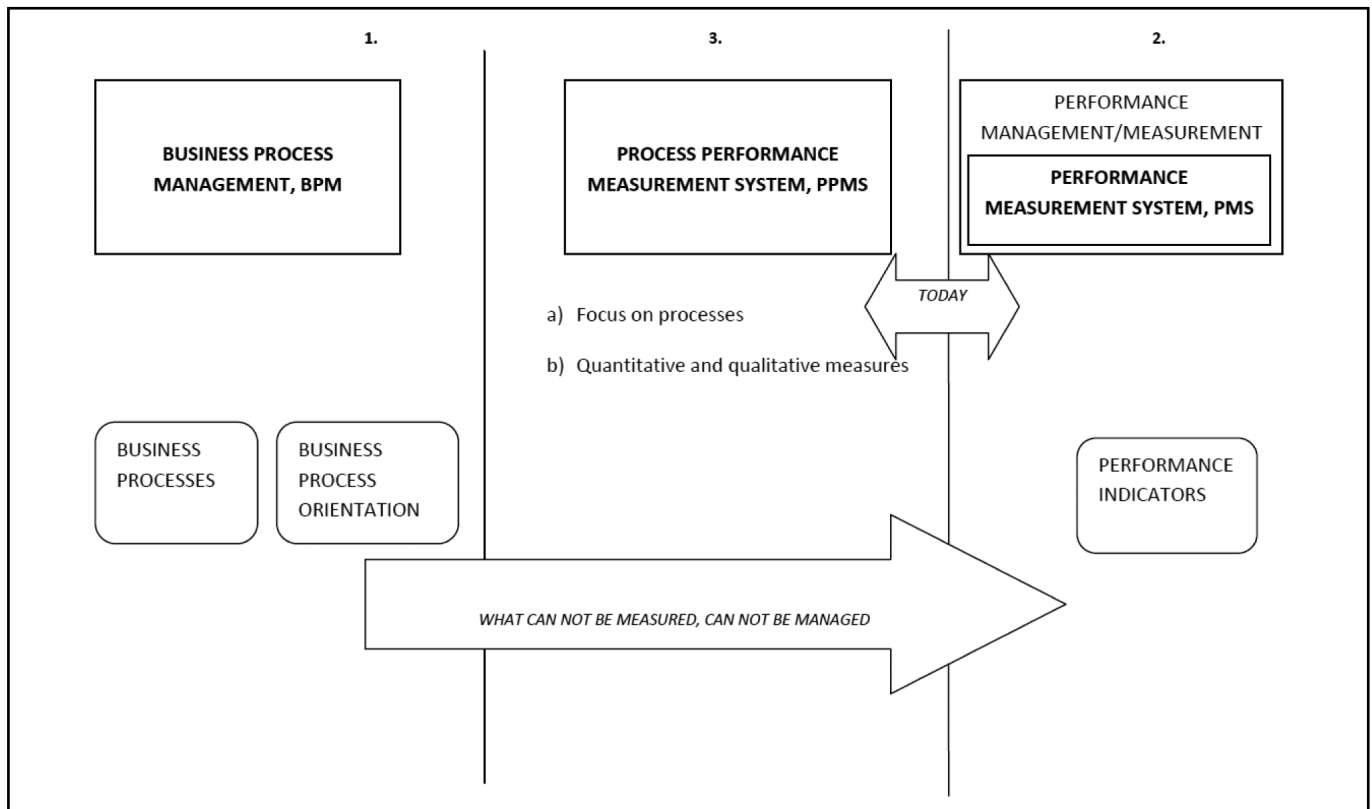 1.
3.
2.
BUSINESS PROCESS
MANAGEMENT, BPM
PROCESS PERFORMANCE
MEASUREMENT SYSTEM, PPMS
PERFORMANCE
MANAGEMENT/MEASUREMENT
PERFORMANCE
MEASUREMENT SYSTEM, PMS
TODAY
a) Focus on processes
b) Quantitative and qualitative measures
BUSINESS
PROCESSES
BUSINESS
PROCESS
ORIENTATION
PERFORMANCE
INDICATORS
WHAT CAN NOT BE MEASURED, CAN NOT BE MANAGED